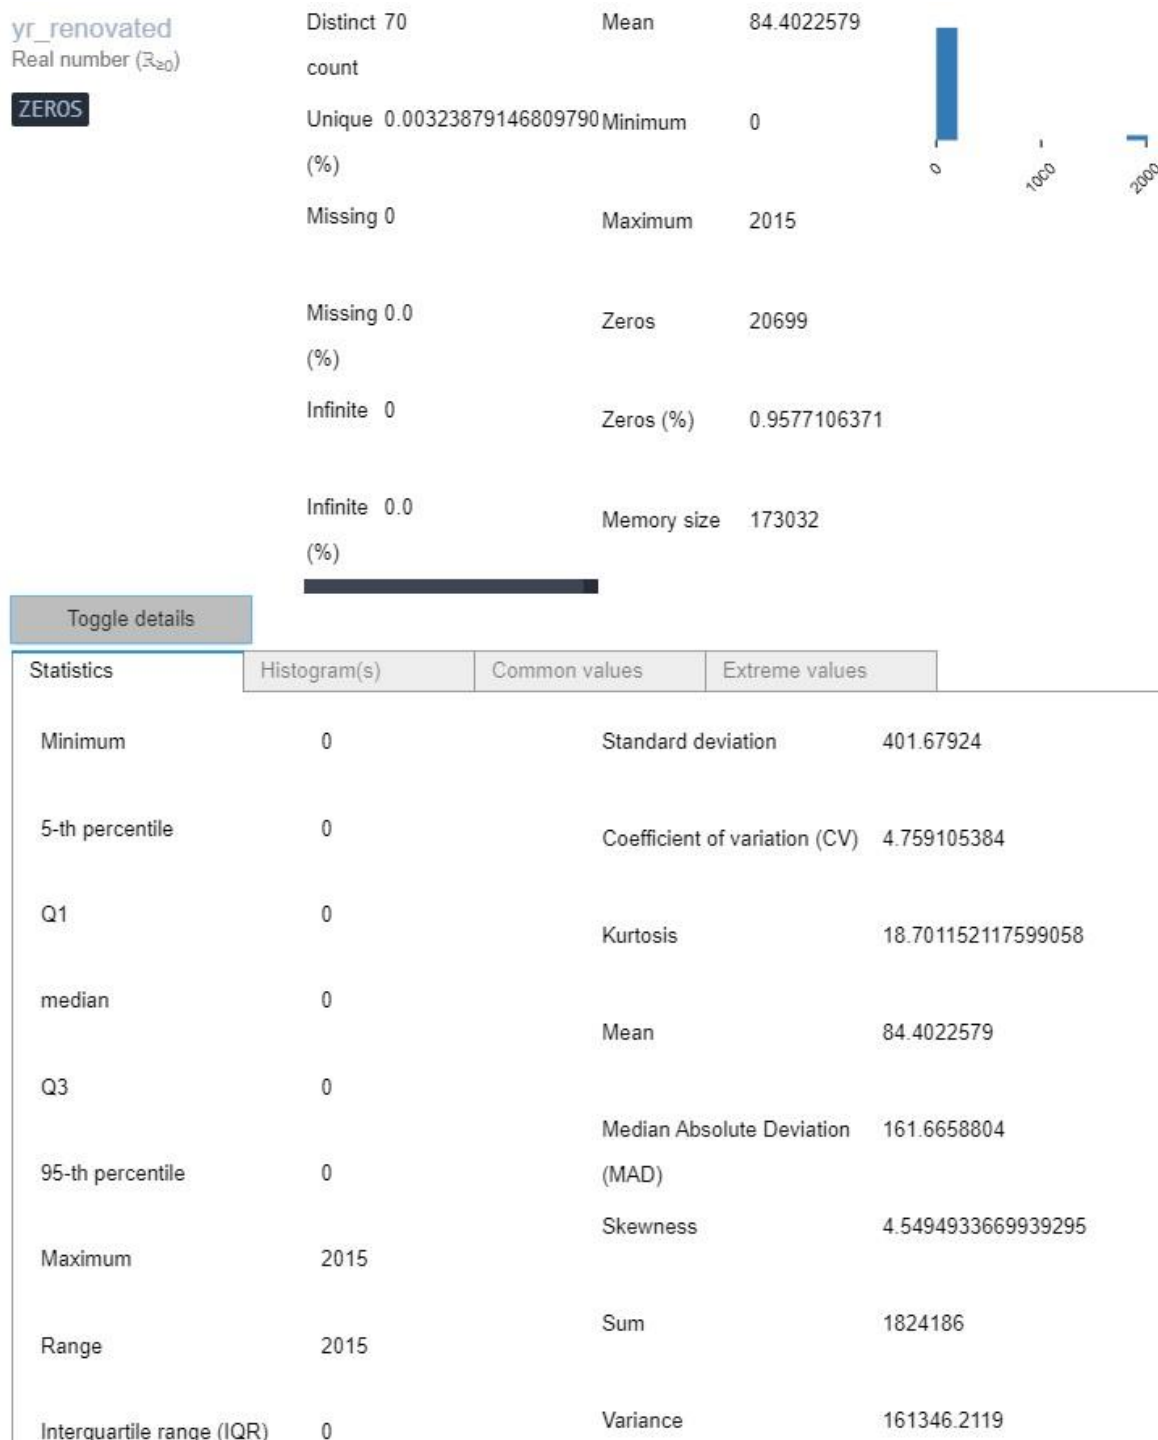 yr_renovated
Real number (ℝ≥0)
ZEROS
Distinct 70
count
Unique 0.00323879146809790
(%)
Missing 0
Missing 0.0
(%)
Infinite 0
Infinite 0.0
(%)
Mean 84.4022579
Minimum 0
Maximum 2015
Zeros 20699
Zeros (%) 0.9577106371
Memory size 173032
0 1000 2000
Toggle details
Statistics Histogram(s) Common values Extreme values
Minimum 0
5-th percentile 0
Q1 0
median 0
Q3 0
95-th percentile 0
Maximum 2015
Range 2015
Interquartile range (IQR) 0
Standard deviation 401.67924
Coefficient of variation (CV) 4.759105384
Kurtosis 18.701152117599058
Mean 84.4022579
Median Absolute Deviation 161.6658804
(MAD)
Skewness 4.5494933669939295
Sum 1824186
Variance 161346.2119